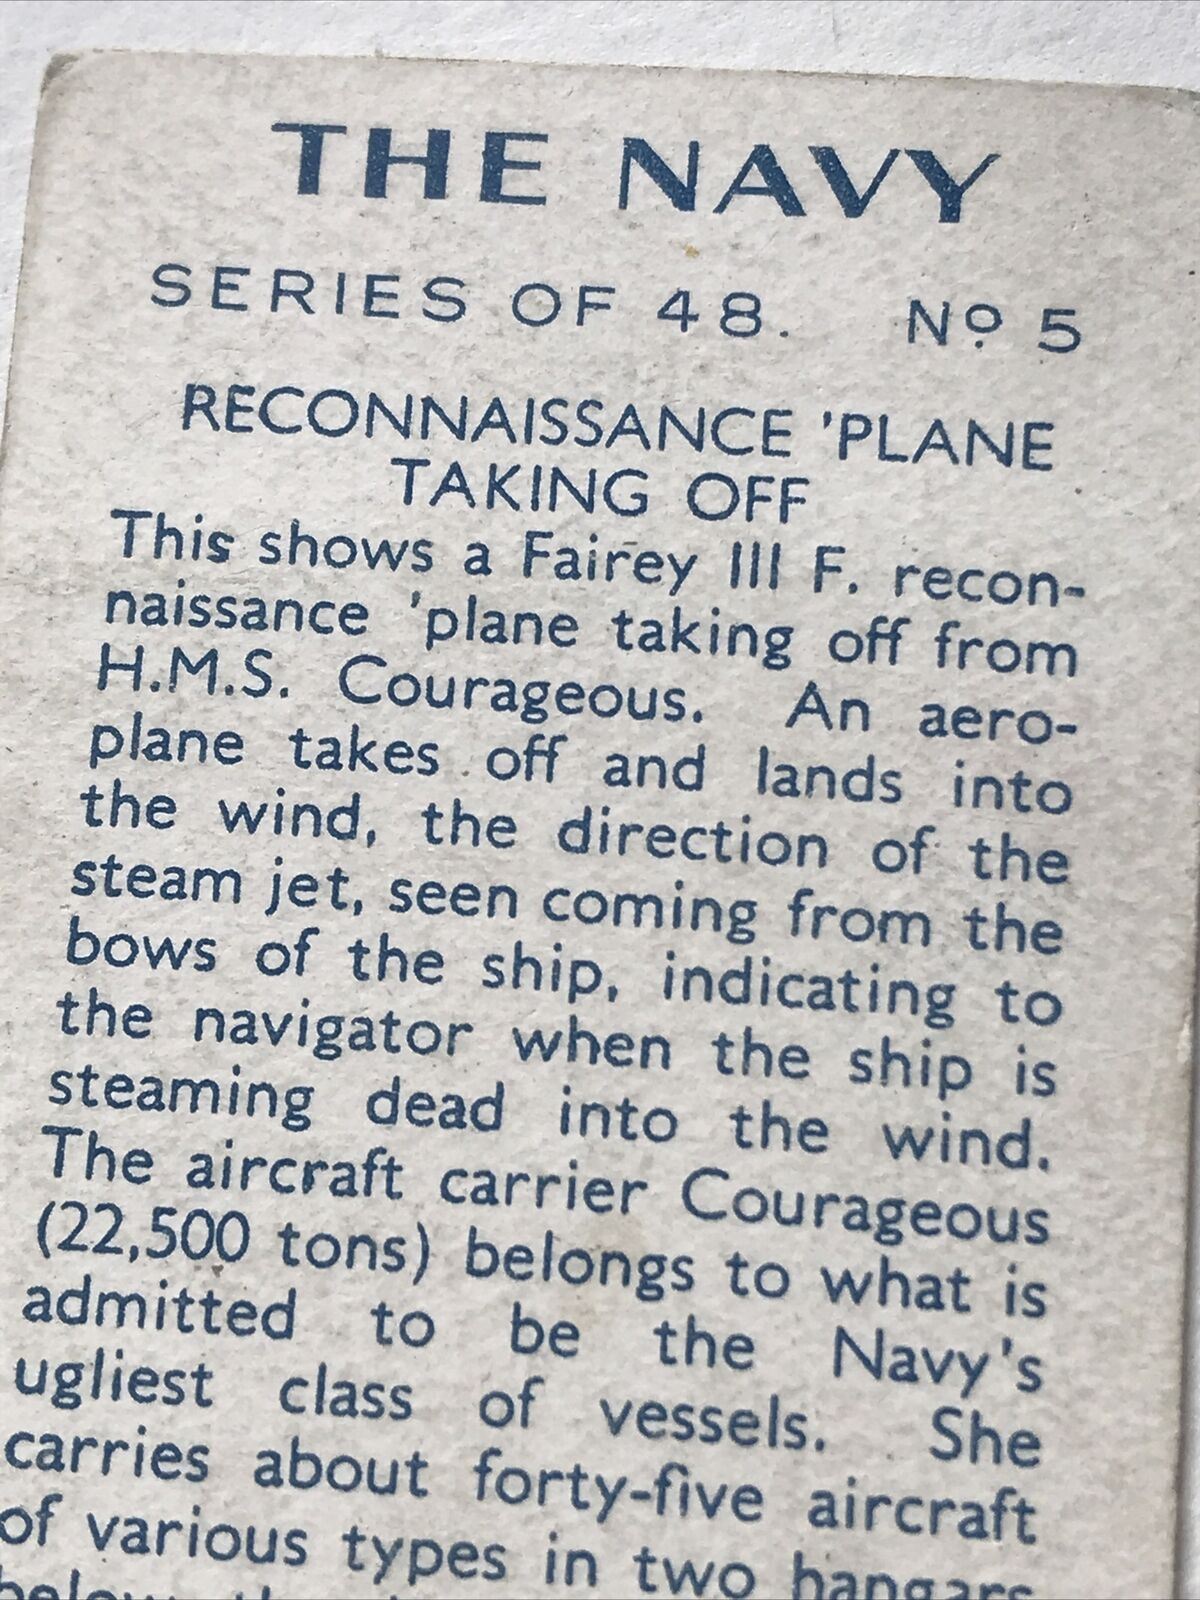 THE NAVY
SERIES OF 48. Nº 5
RECONNAISSANCE 'PLANE
TAKING OFF
This shows a Fairey III F. recon-
naissance 'plane taking off from
H.M.S. Courageous. An aero-
plane takes off and lands into
the wind, the direction of the
steam jet, seen coming from the
bows of the ship, indicating to
the navigator when the ship is
steaming dead into the wind.
The aircraft carrier Courageous
(22,500 tons) belongs to what is
admitted to be the Navy's
ugliest class of vessels. She
carries about forty-five aircraft
of various types in two hangars
below the